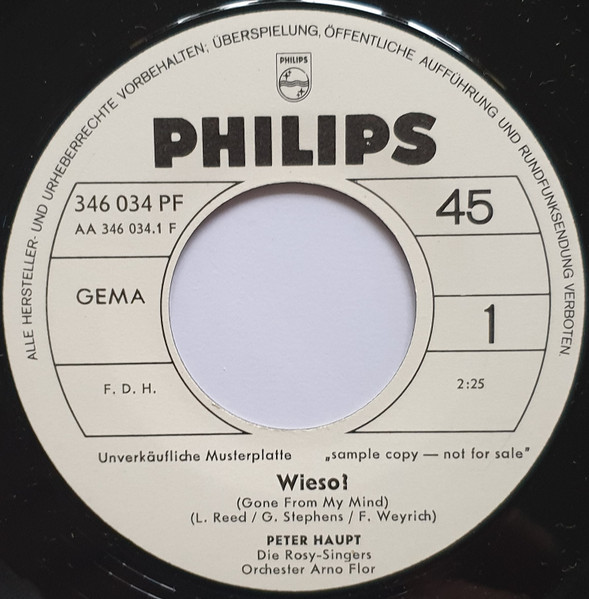 ALLE HERSTELLER- UND URHEBERRECHTE VORBEHALTEN; ÜBERSPIELUNG, ÖFFENTLICHE AUFFÜHRUNG UND RUNDFUNKSENDUNG VERBOTEN.
PHILIPS
PHILIPS
346 034 PF
AA 346 034.1 F
45
GEMA
1
F. D. H.
2:25
Unverkäufliche Musterplatte „sample copy — not for sale"
Wieso?
(Gone From My Mind)
(L. Reed / G. Stephens / F. Weyrich)
PETER HAUPT
Die Rosy-Singers
Orchester Arno Flor